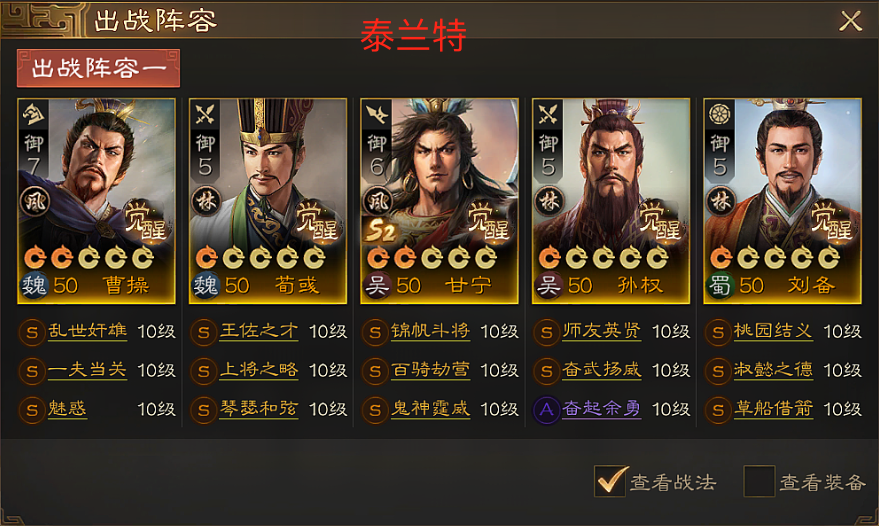 出战阵容
泰兰特
出战阵容一
御 7 风 觉醒
御 5 林 觉醒
御 6 风 S2 觉醒
御 5 林 觉醒
御 5 林 觉醒
魏 50 曹操
魏 50 荀彧
吴 50 甘宁
吴 50 孙权
蜀 50 刘备
S 乱世奸雄 10级
S 王佐之才 10级
S 锦帆斗将 10级
S 师友英贤 10级
S 桃园结义 10级
S 一夫当关 10级
S 上将之略 10级
S 百骑劫营 10级
S 奋武扬威 10级
S 淑懿之德 10级
S 魅惑 10级
S 琴瑟和弦 10级
S 鬼神霆威 10级
A 奋起余勇 10级
S 草船借箭 10级
查看战法
查看装备